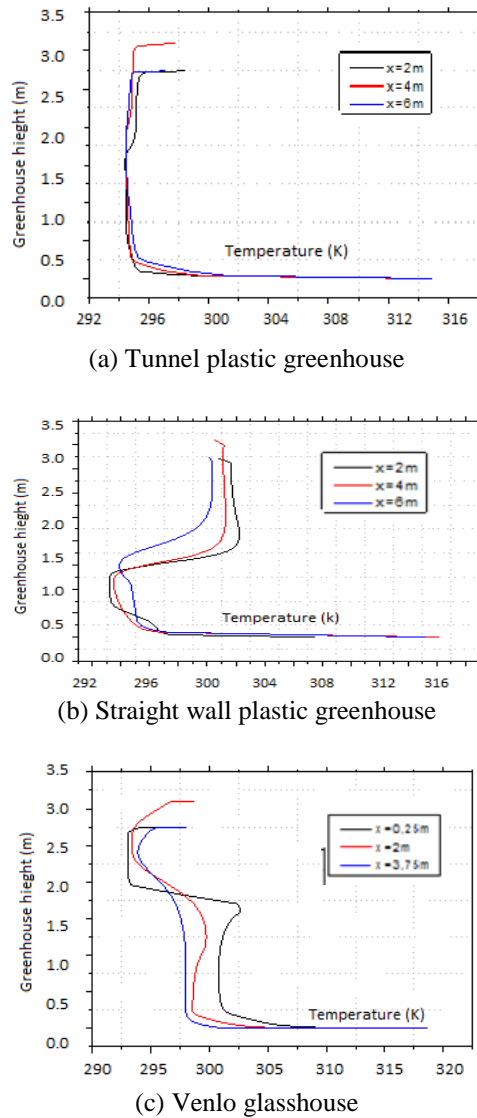 3.5
3.0
2.5
2.0
1.5
1.0
0.5
0.0
Greenhouse hieght (m)
x=2m
x=4m
x=6m
Temperature (K)
292 296 300 304 308 312 316
(a) Tunnel plastic greenhouse
3.5
3.0
2.5
2.0
1.5
1.0
0.5
0.0
Greenhouse hieght (m)
x=2m
x=4m
x=6m
Temperature (k)
292 296 300 304 308 312 316
(b) Straight wall plastic greenhouse
3.5
3.0
2.5
2.0
1.5
1.0
0.5
0.0
Greenhouse hieght (m)
x=0,25m
x=2m
x=3,75m
Temperature (K)
290 295 300 305 310 315 320
(c) Venlo glasshouse